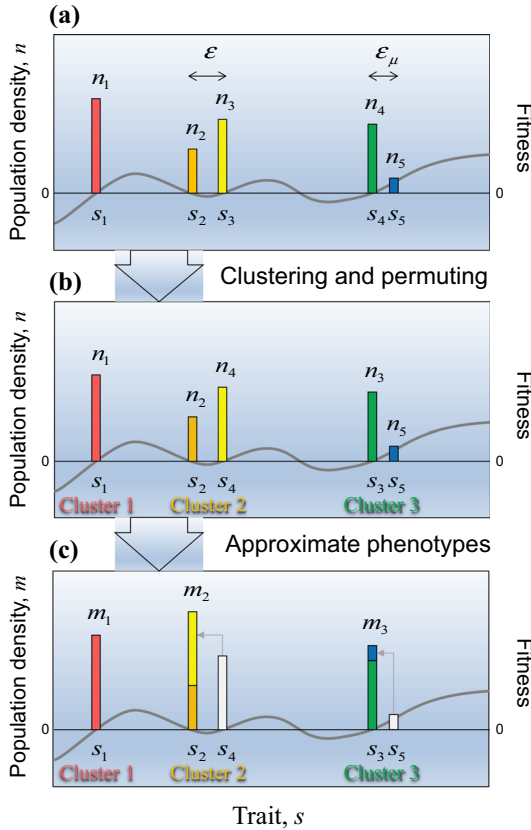 (a)
ε
ε_μ
n_1
n_2
n_3
n_4
n_5
Population density, n
Fitness
0
0
s_1
s_2
s_3
s_4
s_5
Clustering and permuting
(b)
n_1
n_2
n_4
n_3
n_5
Population density, n
Fitness
0
0
s_1
s_2
s_4
s_3
s_5
Cluster 1
Cluster 2
Cluster 3
Approximate phenotypes
(c)
m_1
m_2
m_3
Population density, m
Fitness
0
0
s_1
s_2
s_4
s_3
s_5
Cluster 1
Cluster 2
Cluster 3
Trait, s